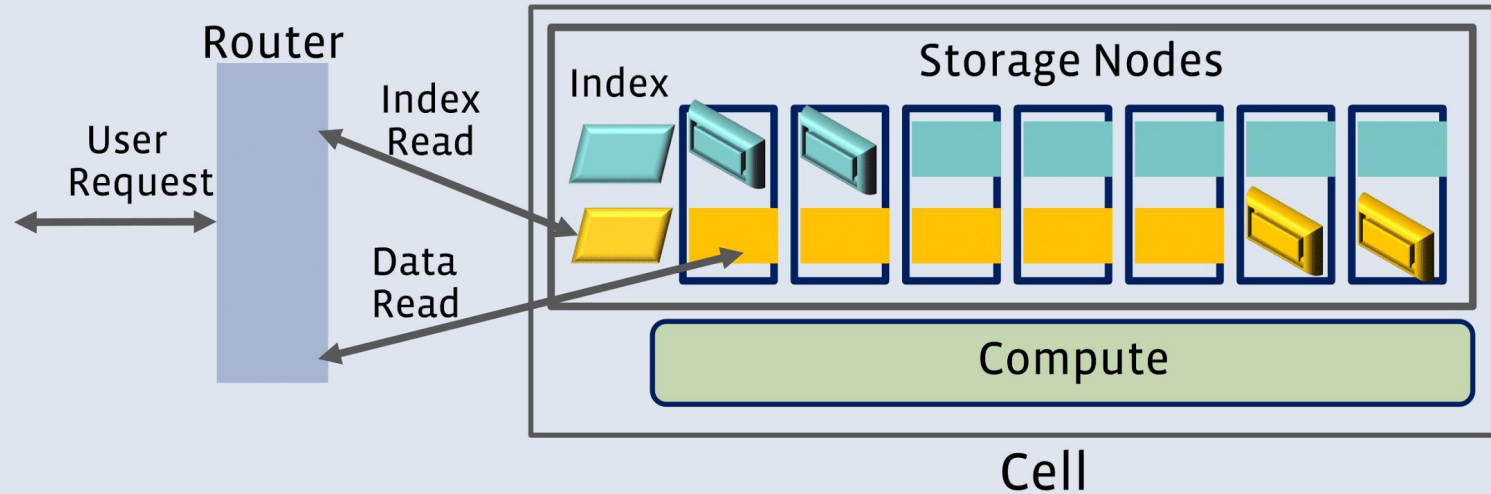 Router
User
Request
Index
Read
Data
Read
Index
Storage Nodes
Compute
Cell